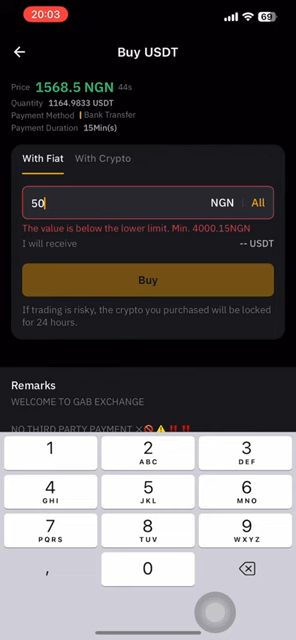 20:03
69
Buy USDT
Price 1568.5 NGN 44s
Quantity 1164.9833 USDT
Payment Method Bank Transfer
Payment Duration 15Min(s)
With Fiat With Crypto
50 NGN All
The value is below the lower limit. Min. 4000.15NGN
I will receive -- USDT
Buy
If trading is risky, the crypto you purchased will be locked
for 24 hours.
Remarks
WELCOME TO GAB EXCHANGE
NO THIRD PARTY PAYMENT ✕🚫⚠️‼️‼️
1 2 3
ABC DEF
4 5 6
GHI JKL MNO
7 8 9
PQRS TUV WXYZ
, 0